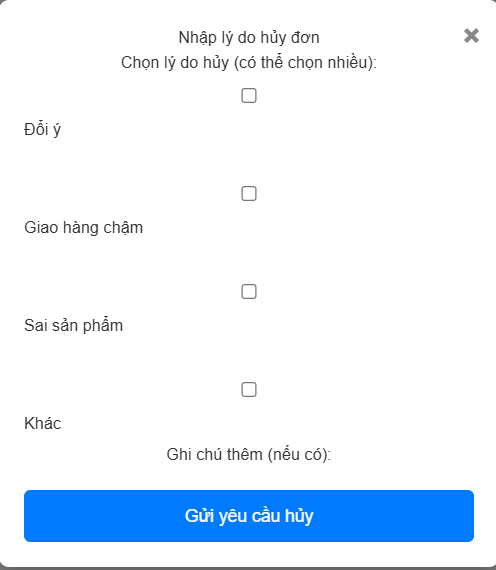 Nhập lý do hủy đơn
Chọn lý do hủy (có thể chọn nhiều):
Đổi ý
Giao hàng chậm
Sai sản phẩm
Khác
Ghi chú thêm (nếu có):
Gửi yêu cầu hủy